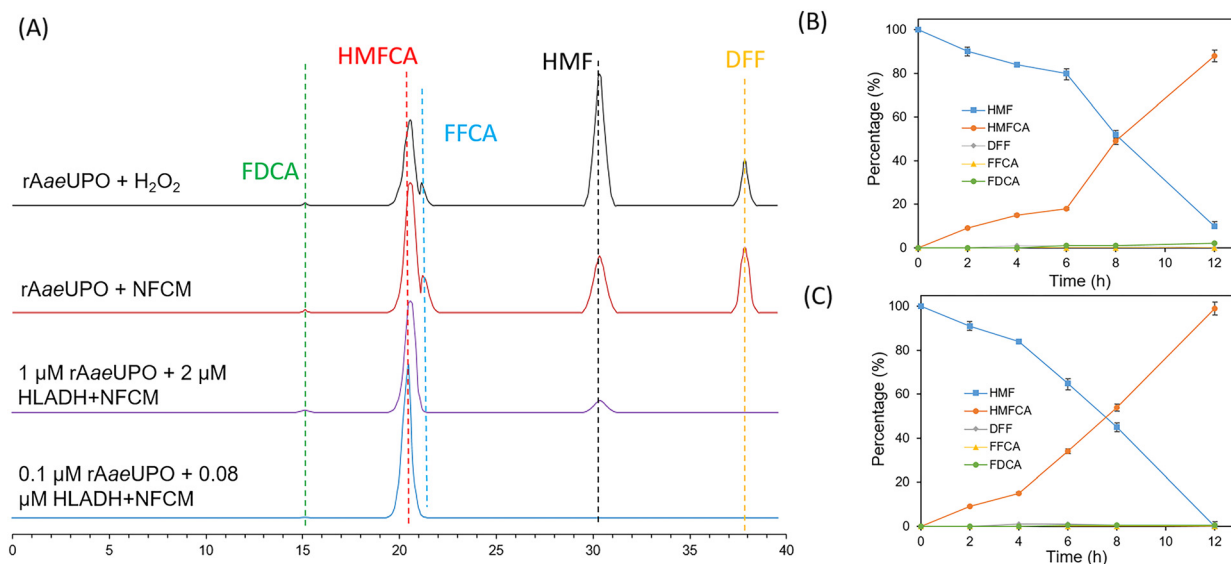 (A)
HMFCA
HMF
DFF
FFCA
FDCA
rAaeUPO + H₂O₂
rAaeUPO + NFCM
1 µM rAaeUPO + 2 µM
HLADH+NFCM
0.1 µM rAaeUPO + 0.08
µM HLADH+NFCM
0 5 10 15 20 25 30 35 40
(B)
Percentage (%)
100
80
60
40
20
0
HMF
HMFCA
DFF
FFCA
FDCA
0 2 4 6 8 10 12
Time (h)
(C)
Percentage (%)
100
80
60
40
20
0
HMF
HMFCA
DFF
FFCA
FDCA
0 2 4 6 8 10 12
Time (h)